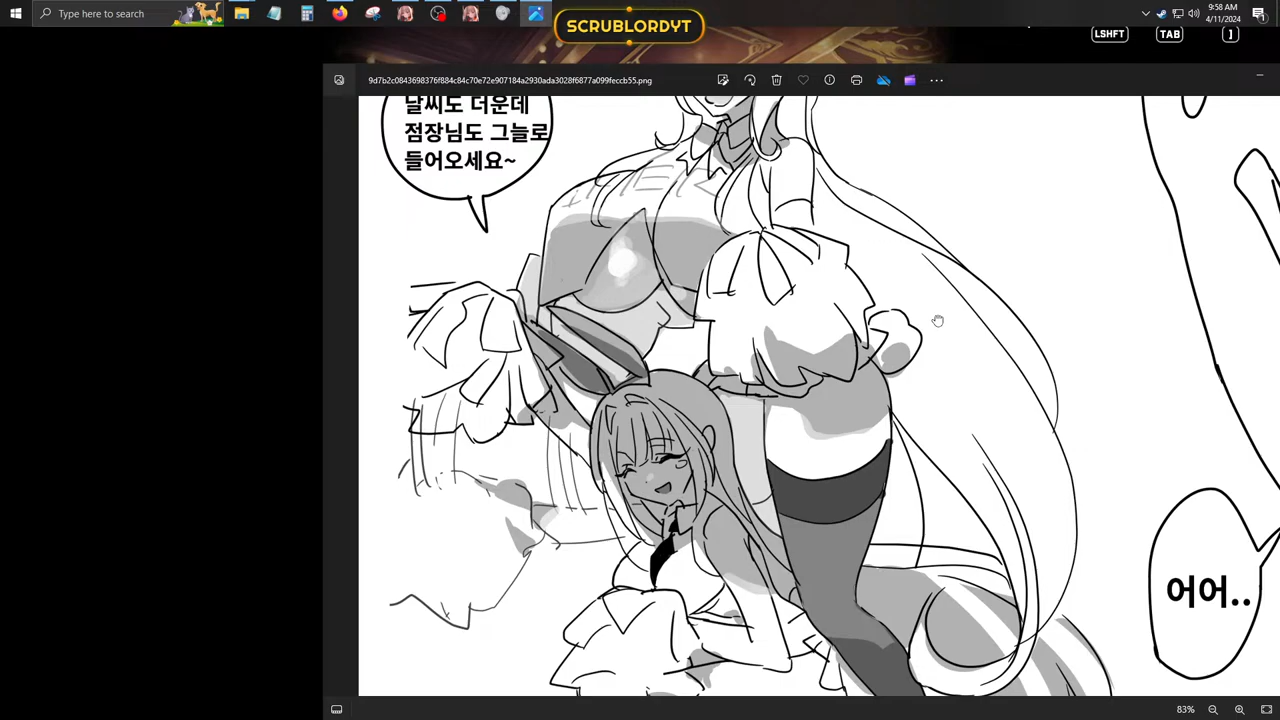 Type here to search
9:58 AM
4/11/2024
SCRUBLORDYT
LSHFT
TAB
]
9d7b2c0843698376f884c84c70e72e907184a2930ada3028f6877a099feccb55.png
날씨도 더운데
점장님도 그늘로
들어오세요~
어어..
83%